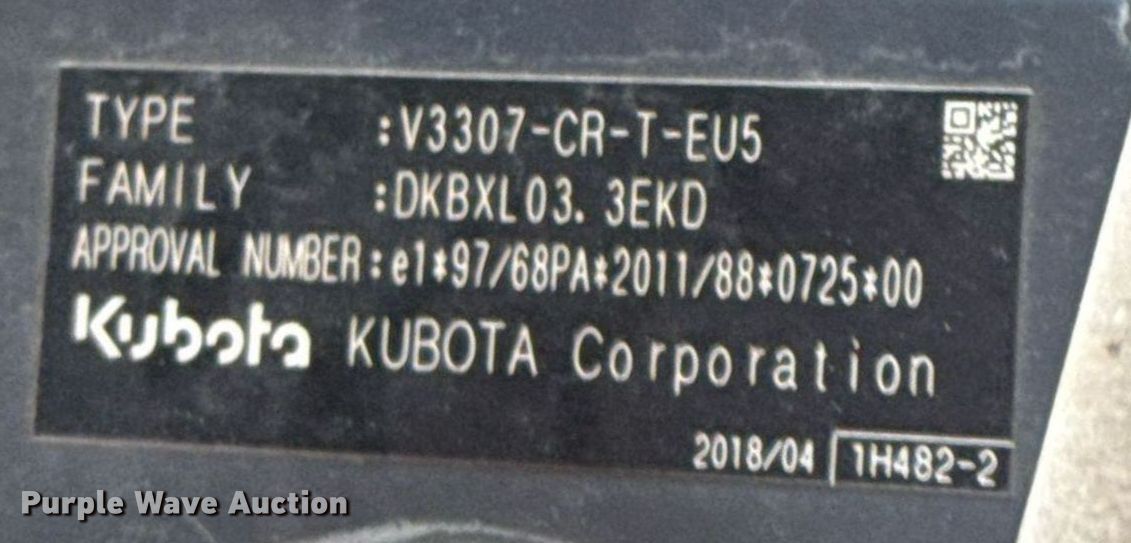 TYPE :V3307-CR-T-EU5
FAMILY :DKBXL03.3EKD
APPROVAL NUMBER:e1*97/68PA*2011/88*0725*00
Kubota KUBOTA Corporation
2018/04 1H482-2
Purple Wave Auction